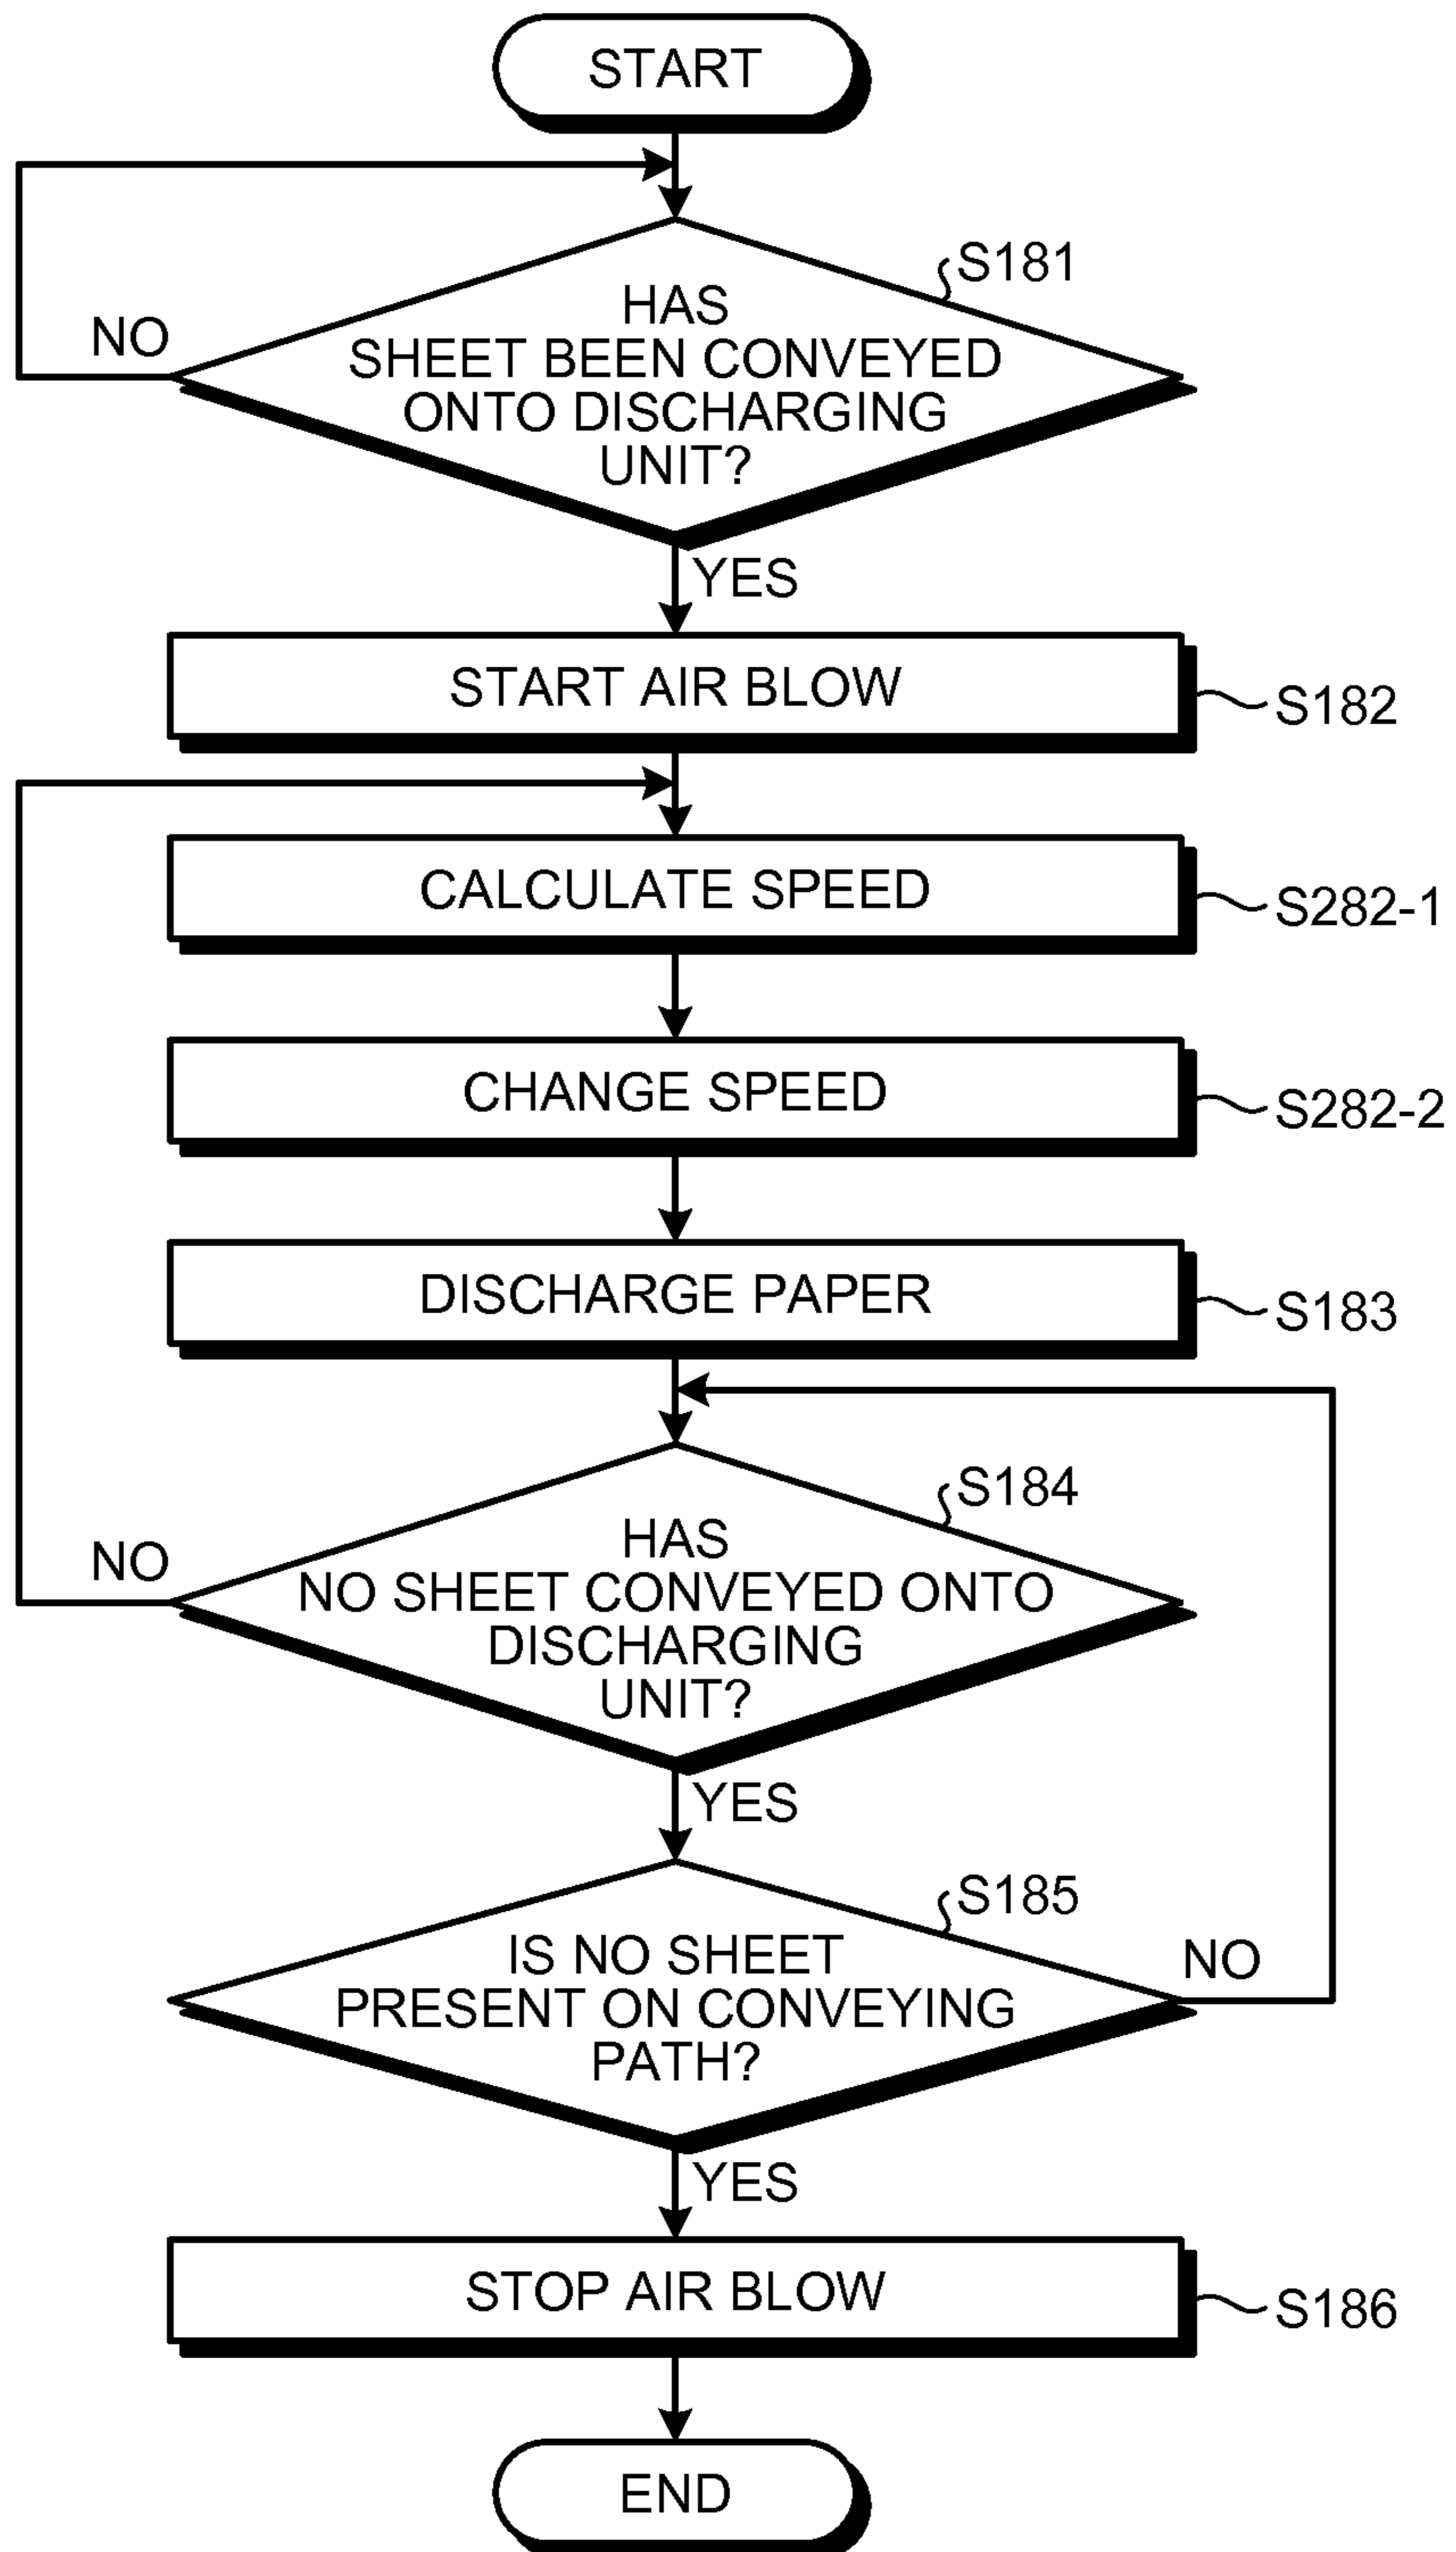 START
S181
HAS
SHEET BEEN CONVEYED
ONTO DISCHARGING
UNIT?
NO
YES
START AIR BLOW
S182
CALCULATE SPEED
S282-1
CHANGE SPEED
S282-2
DISCHARGE PAPER
S183
S184
HAS
NO SHEET CONVEYED ONTO
DISCHARGING
UNIT?
NO
YES
S185
IS NO SHEET
PRESENT ON CONVEYING
PATH?
NO
YES
STOP AIR BLOW
S186
END